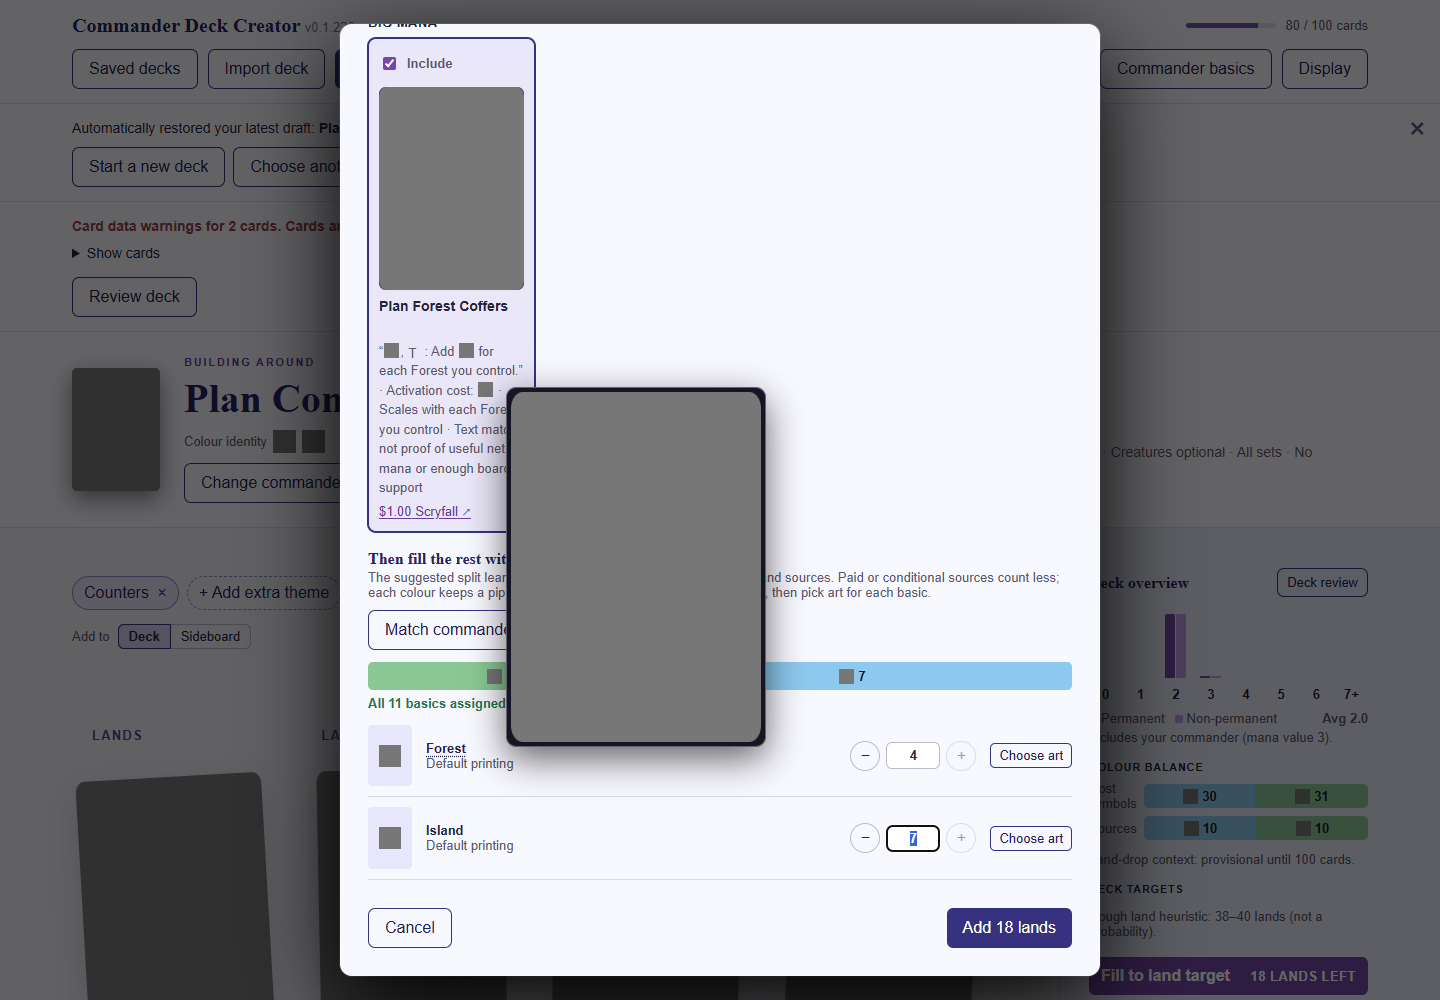 Commander Deck Creator v0.1.2
80 / 100 cards
Saved decks
Import deck
Commander basics
Display
Automatically restored your latest draft: Pla
Start a new deck
Choose anot
Card data warnings for 2 cards. Cards a
Show cards
Review deck
BUILDING AROUND
Plan Con
Colour identity
Change commande
· Creatures optional · All sets · No
Counters ×
+ Add extra theme
Add to
Deck
Sideboard
LANDS
LA
BIG MANA
Include
Plan Forest Coffers
“ , T : Add for
each Forest you control.”
· Activation cost: ·
Scales with each Fore
you control · Text matc
not proof of useful net
mana or enough board
support
$1.00 Scryfall ↗
Then fill the rest wit
The suggested split lear nd sources. Paid or conditional sources count less;
each colour keeps a pip , then pick art for each basic.
Match commande
7
All 11 basics assigned
Forest
Default printing
−
4
+
Choose art
Island
Default printing
−
7
+
Choose art
Cancel
Add 18 lands
eck overview
Deck review
0 1 2 3 4 5 6 7+
Permanent
Non-permanent
Avg 2.0
cludes your commander (mana value 3).
OLOUR BALANCE
ost
mbols
30
31
ources
10
10
and-drop context: provisional until 100 cards.
ECK TARGETS
ough land heuristic: 38–40 lands (not a
obability).
Fill to land target
18 LANDS LEFT